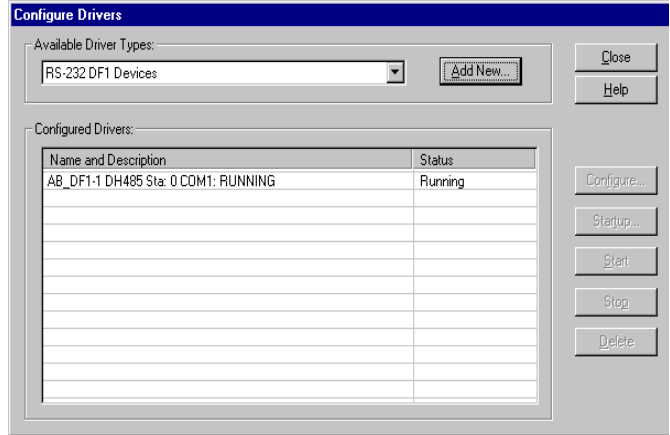 Configure Drivers
Available Driver Types:
RS-232 DF1 Devices
Add New...
Close
Help
Configured Drivers:
Name and Description Status
AB_DF1-1 DH485 Sta: 0 COM1: RUNNING Running
Configure...
Startup...
Start
Stop
Delete